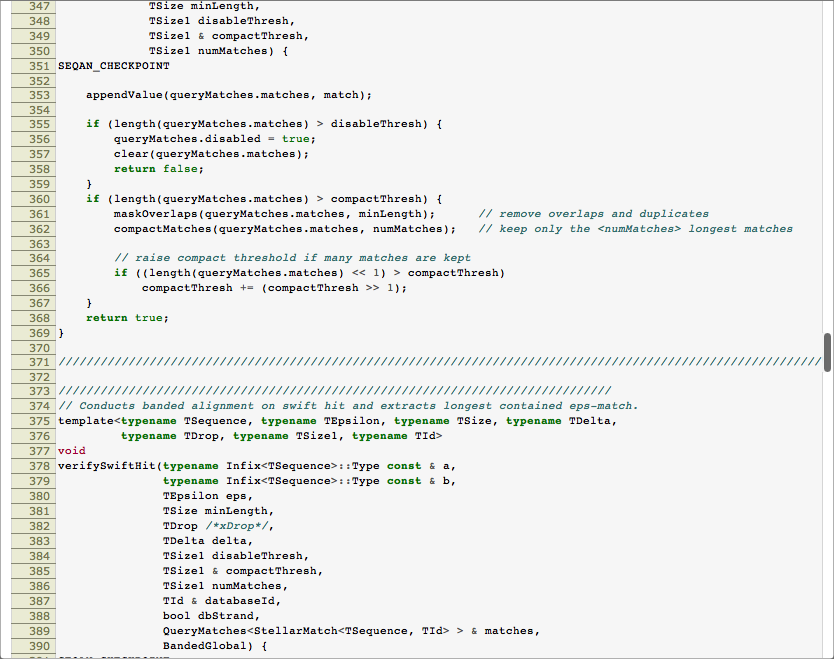 347 TSize minLength,
348 TSize1 disableThresh,
349 TSize1 & compactThresh,
350 TSize1 numMatches) {
351 SEQAN_CHECKPOINT
352
353 appendValue(queryMatches.matches, match);
354
355 if (length(queryMatches.matches) > disableThresh) {
356 queryMatches.disabled = true;
357 clear(queryMatches.matches);
358 return false;
359 }
360 if (length(queryMatches.matches) > compactThresh) {
361 maskOverlaps(queryMatches.matches, minLength); // remove overlaps and duplicates
362 compactMatches(queryMatches.matches, numMatches); // keep only the <numMatches> longest matches
363
364 // raise compact threshold if many matches are kept
365 if ((length(queryMatches.matches) << 1) > compactThresh)
366 compactThresh += (compactThresh >> 1);
367 }
368 return true;
369 }
370
371 /////////////////////////////////////////////////////////////////////////////////////////////////////////////
372
373 ///////////////////////////////////////////////////////////////////////////////
374 // Conducts banded alignment on swift hit and extracts longest contained eps-match.
375 template<typename TSequence, typename TEpsilon, typename TSize, typename TDelta,
376 typename TDrop, typename TSize1, typename TId>
377 void
378 verifySwiftHit(typename Infix<TSequence>::Type const & a,
379 typename Infix<TSequence>::Type const & b,
380 TEpsilon eps,
381 TSize minLength,
382 TDrop /*xDrop*/,
383 TDelta delta,
384 TSize1 disableThresh,
385 TSize1 & compactThresh,
386 TSize1 numMatches,
387 TId & databaseId,
388 bool dbStrand,
389 QueryMatches<StellarMatch<TSequence, TId> > & matches,
390 BandedGlobal) {